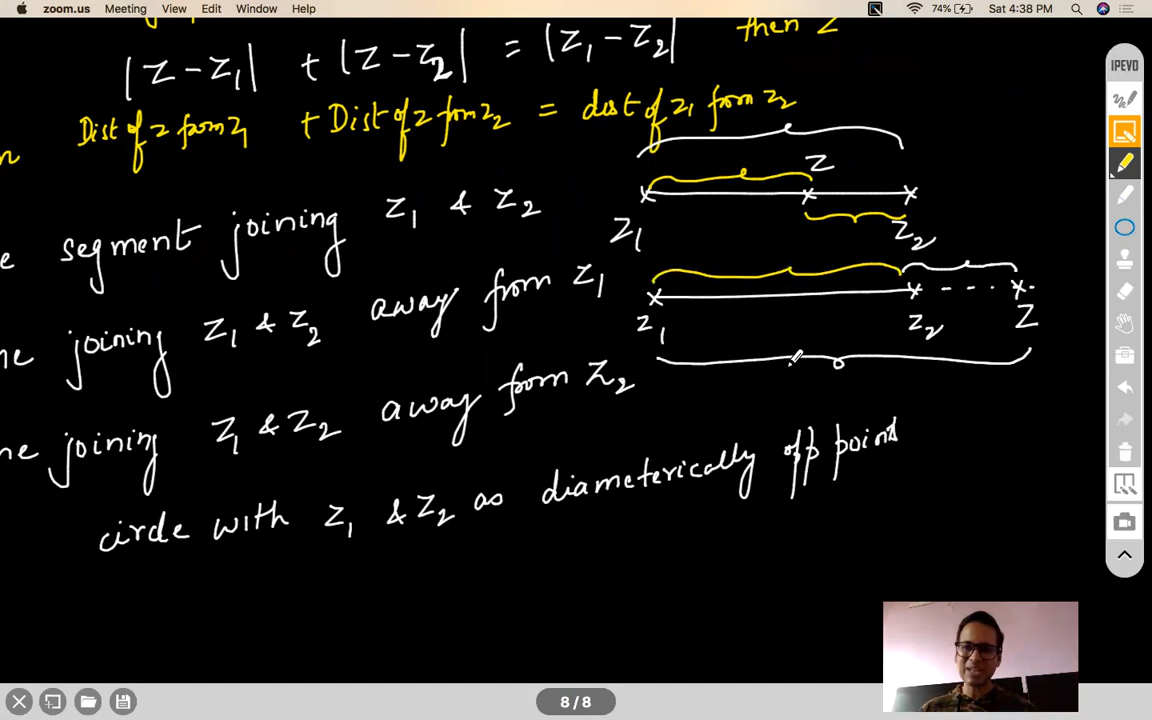 zoom.us Meeting View Edit Window Help 74% Sat 4:38 PM
then z
|z-z1| + |z-z2| = |z1-z2|
IPEVO
Dist of z from z1 + Dist of z from z2 = dist of z1 from z2
z
z1 z2
segment joining z1 & z2
joining z1 & z2 away from z1
z1 z2 z
joining z1 & z2 away from z2
circle with z1 & z2 as diameterically opp point
8/8